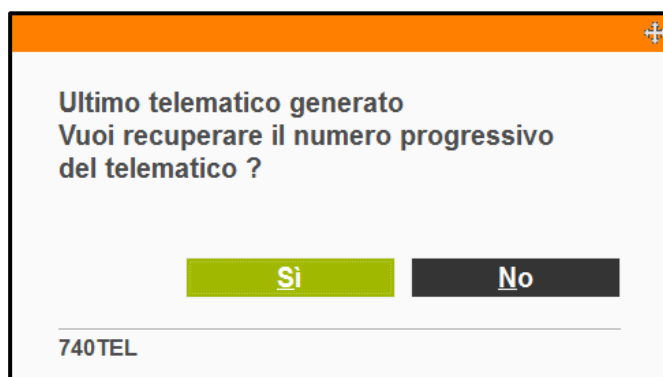 Ultimo telematico generato
Vuoi recuperare il numero progressivo
del telematico ?
Sì
No
740TEL